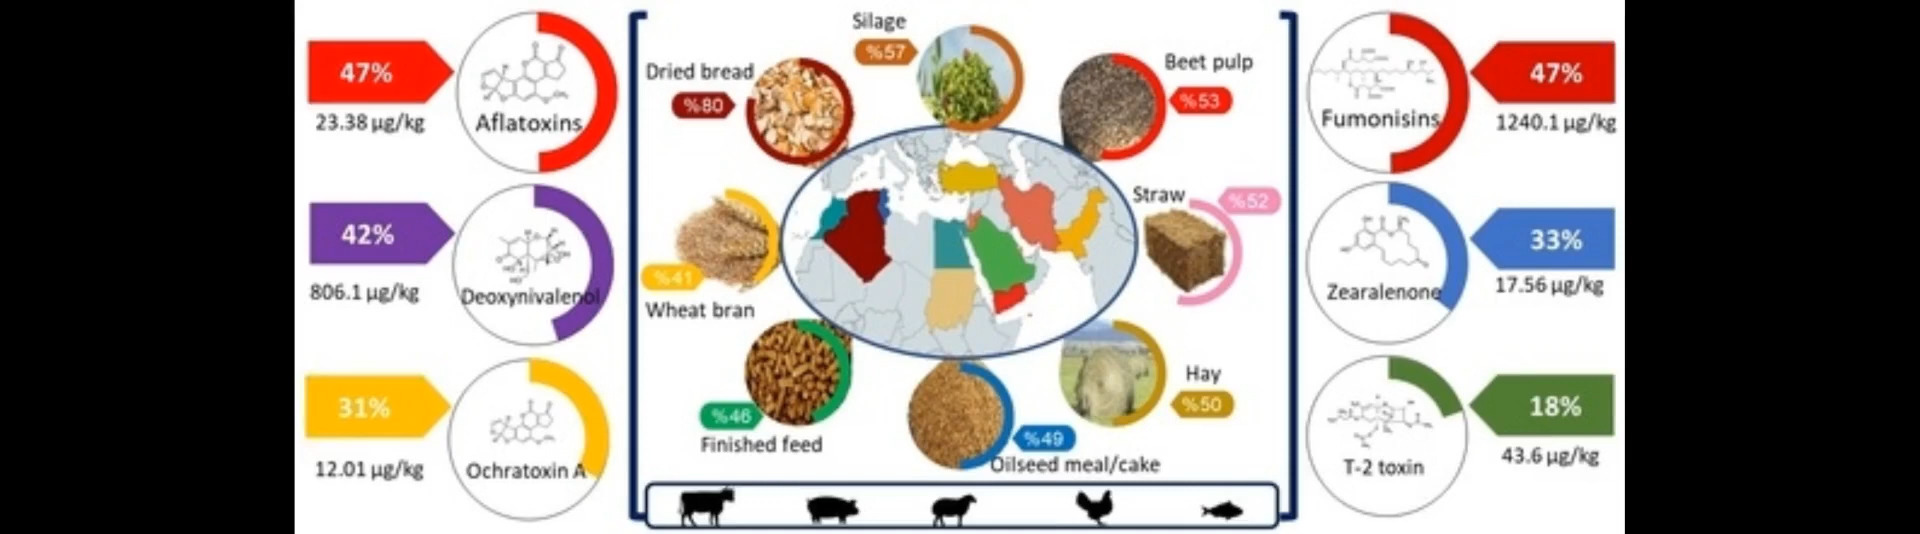 47%
23.38 µg/kg
Aflatoxins
42%
806.1 µg/kg
Deoxynivalenol
31%
12.01 µg/kg
Ochratoxin A
Silage
%57
Dried bread
%80
Beet pulp
%53
Straw
%52
%41
Wheat bran
Hay
%50
%46
Finished feed
%49
Oilseed meal/cake
Fumonisins
47%
1240.1 µg/kg
Zearalenone
33%
17.56 µg/kg
T-2 toxin
18%
43.6 µg/kg